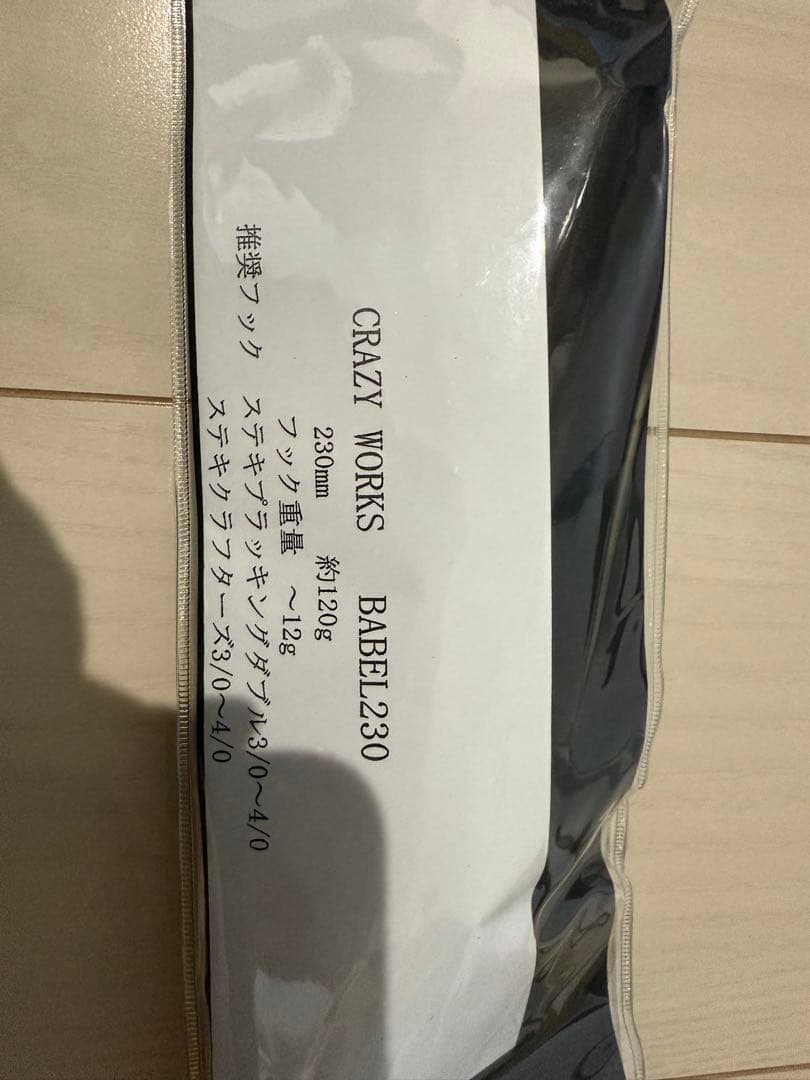 CRAZY WORKS BABEL230
230mm 約120g
フック重量 ～12g
推奨フック ステキプラッキングダブル3/0～4/0
ステキクラフターズ3/0～4/0